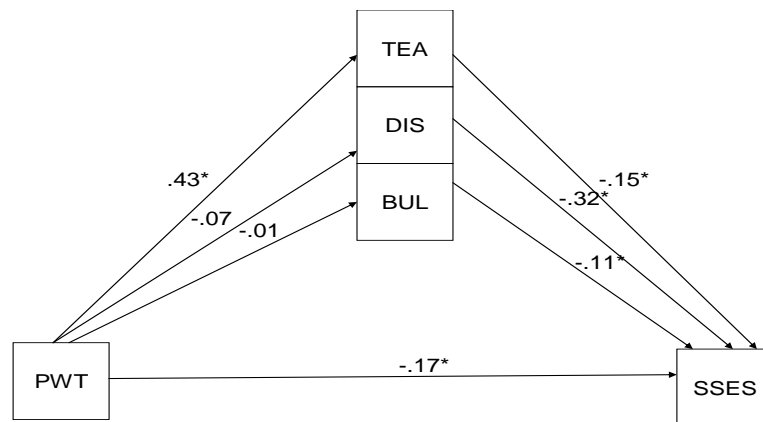 TEA
DIS
BUL
.43*
-.07
-.01
-.15*
-.32*
-.11*
PWT
-.17*
SSES